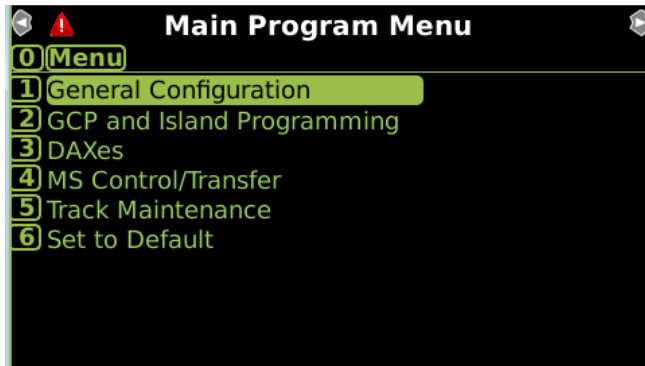 Main Program Menu
0 Menu
1 General Configuration
2 GCP and Island Programming
3 DAXes
4 MS Control/Transfer
5 Track Maintenance
6 Set to Default